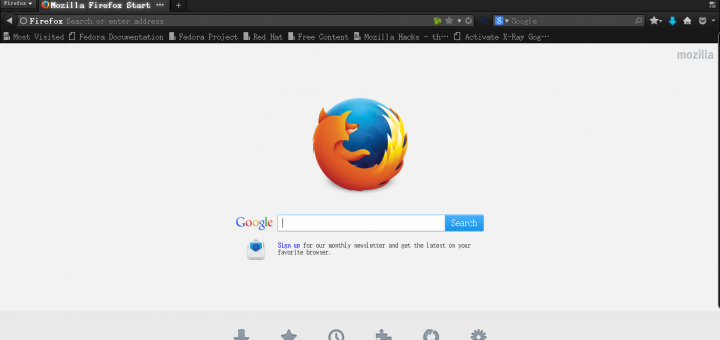 Firefox
Mozilla Firefox Start ...
Firefox Search or enter address
Google
Most Visited Fedora Documentation Fedora Project Red Hat Free Content Mozilla Hacks - th... Activate X-Ray Gog...
mozilla
Google Search
Sign up for our monthly newsletter and get the latest on your
favorite browser.